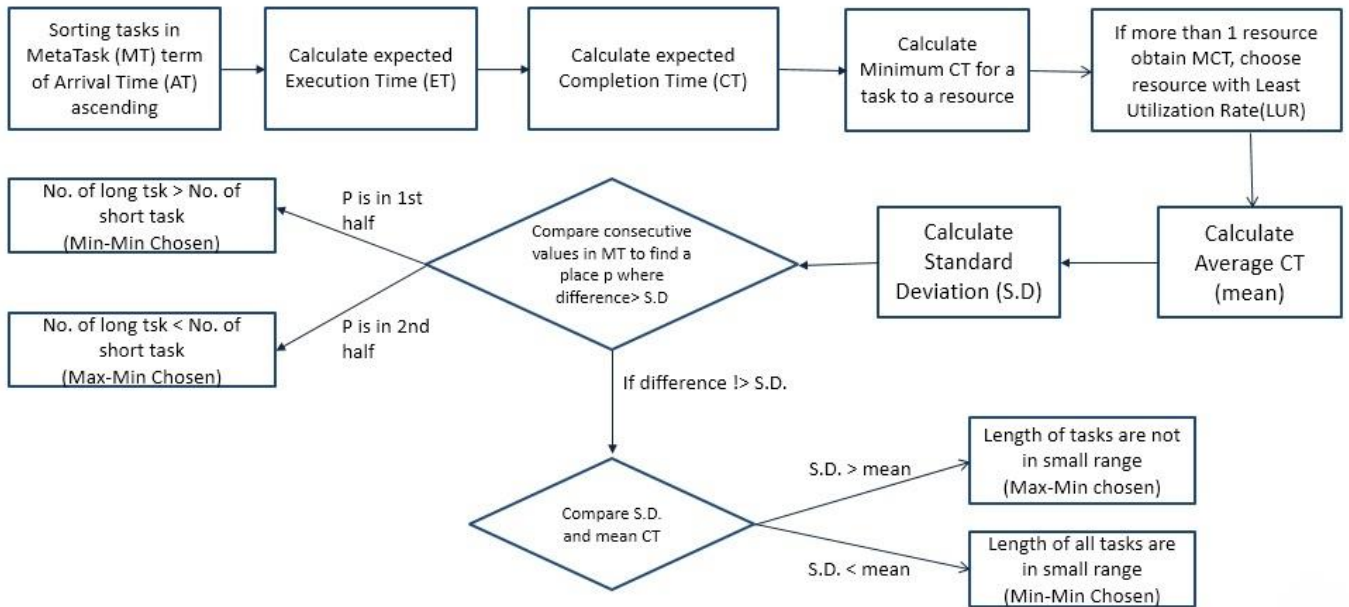 Sorting tasks in
MetaTask (MT) term
of Arrival Time (AT)
ascending
Calculate expected
Execution Time (ET)
Calculate expected
Completion Time (CT)
Calculate
Minimum CT for a
task to a resource
If more than 1 resource
obtain MCT, choose
resource with Least
Utilization Rate(LUR)
No. of long tsk > No. of
short task
(Min-Min Chosen)
P is in 1st
half
Compare consecutive
values in MT to find a
place p where
difference> S.D
Calculate
Standard
Deviation (S.D)
Calculate
Average CT
(mean)
No. of long tsk < No. of
short task
(Max-Min Chosen)
P is in 2nd
half
If difference !> S.D.
Compare S.D.
and mean CT
S.D. > mean
Length of tasks are not
in small range
(Max-Min chosen)
S.D. < mean
Length of all tasks are
in small range
(Min-Min Chosen)